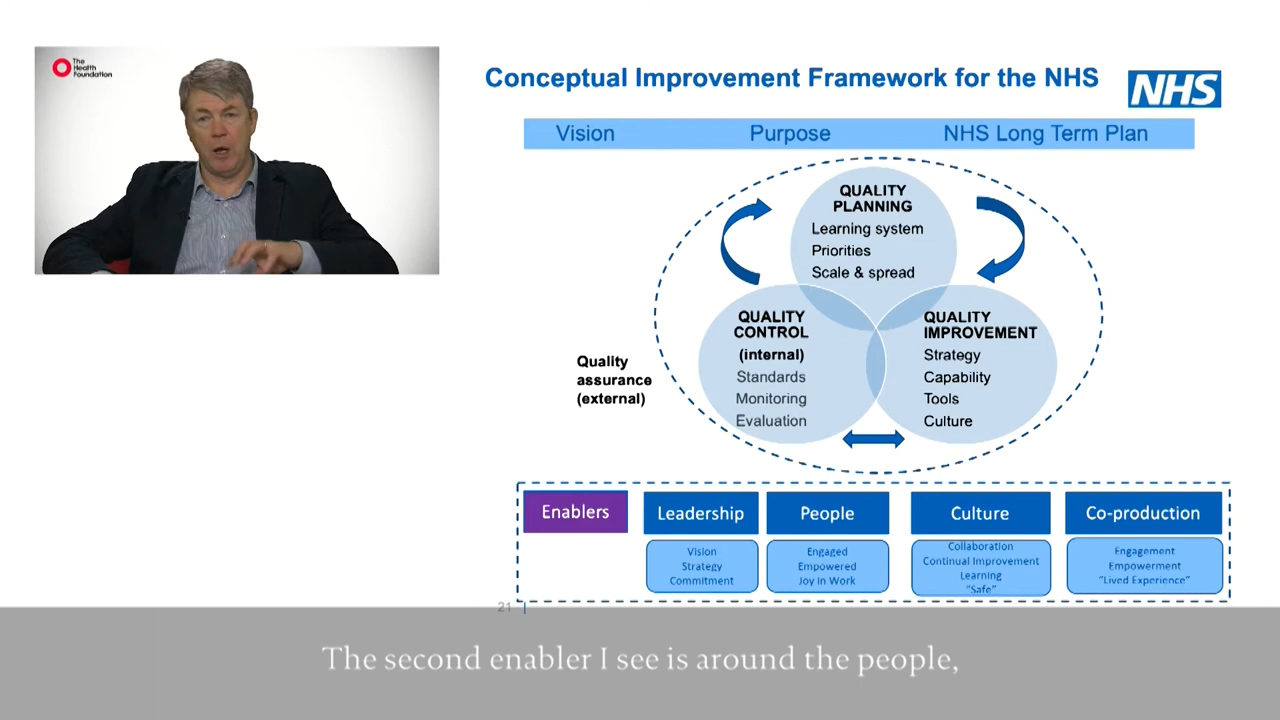 The
Health
Foundation
Conceptual Improvement Framework for the NHS
NHS
Vision Purpose NHS Long Term Plan
QUALITY
PLANNING
Learning system
Priorities
Scale & spread
QUALITY
CONTROL
(internal)
Standards
Monitoring
Evaluation
QUALITY
IMPROVEMENT
Strategy
Capability
Tools
Culture
Quality
assurance
(external)
Enablers
Leadership
Vision
Strategy
Commitment
People
Engaged
Empowered
Joy in Work
Culture
Collaboration
Continual Improvement
Learning
"Safe"
Co-production
Engagement
Empowerment
"Lived Experience"
21
The second enabler I see is around the people,